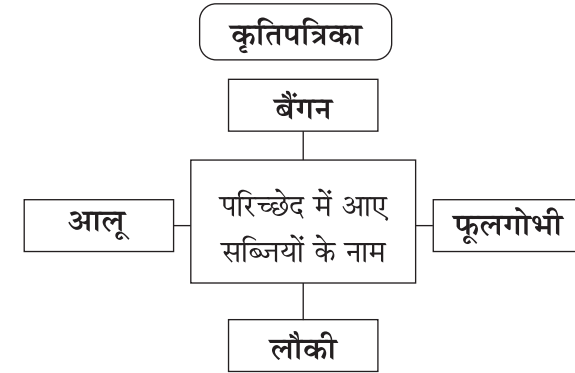 कृतिपत्रिका
बैंगन
आलू
परिच्छेद में आए
सब्जियों के नाम
फूलगोभी
लौकी